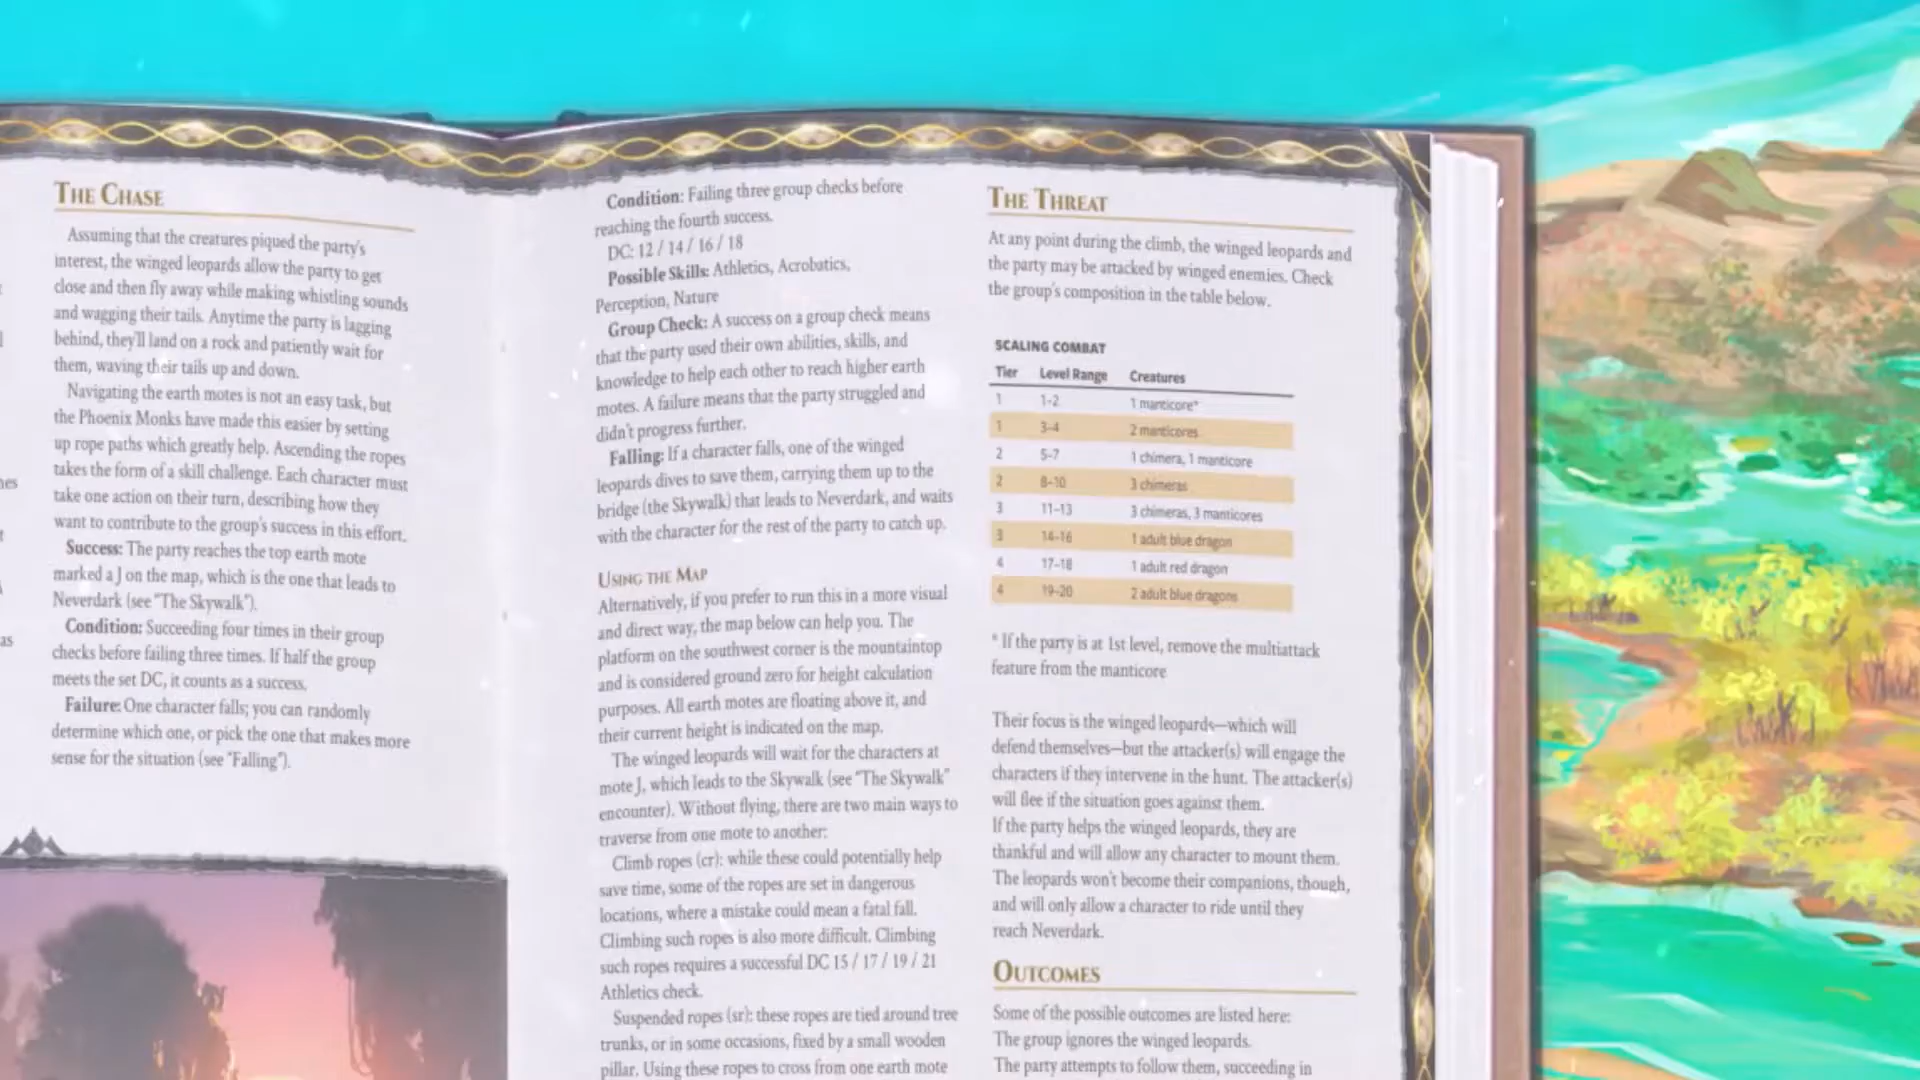 THE CHASE
Assuming that the creatures piqued the party's
interest, the winged leopards allow the party to get
close and then fly away while making whistling sounds
and wagging their tails. Anytime the party is lagging
behind, they'll land on a rock and patiently wait for
them, waving their tails up and down.
Navigating the earth motes is not an easy task, but
the Phoenix Monks have made this easier by setting
up rope paths which greatly help. Ascending the ropes
takes the form of a skill challenge. Each character must
take one action on their turn, describing how they
want to contribute to the group's success in this effort.
Success: The party reaches the top earth mote
marked a J on the map, which is the one that leads to
Neverdark (see "The Skywalk").
Condition: Succeeding four times in their group
checks before failing three times. If half the group
meets the set DC, it counts as a success.
Failure: One character falls; you can randomly
determine which one, or pick the one that makes more
sense for the situation (see "Falling").
Condition: Failing three group checks before
reaching the fourth success.
DC: 12 / 14 / 16 / 18
Possible Skills: Athletics, Acrobatics,
Perception, Nature
Group Check: A success on a group check means
that the party used their own abilities, skills, and
knowledge to help each other to reach higher earth
motes. A failure means that the party struggled and
didn't progress further.
Falling: If a character falls, one of the winged
leopards dives to save them, carrying them up to the
bridge (the Skywalk) that leads to Neverdark, and waits
with the character for the rest of the party to catch up.
USING THE MAP
Alternatively, if you prefer to run this in a more visual
and direct way, the map below can help you. The
platform on the southwest corner is the mountaintop
and is considered ground zero for height calculation
purposes. All earth motes are floating above it, and
their current height is indicated on the map.
The winged leopards will wait for the characters at
mote J, which leads to the Skywalk (see "The Skywalk"
encounter). Without flying, there are two main ways to
traverse from one mote to another:
Climb ropes (cr): while these could potentially help
save time, some of the ropes are set in dangerous
locations, where a mistake could mean a fatal fall.
Climbing such ropes is also more difficult. Climbing
such ropes requires a successful DC 15 / 17 / 19 / 21
Athletics check.
Suspended ropes (sr): these ropes are tied around tree
trunks, or in some occasions, fixed by a small wooden
pillar. Using these ropes to cross from one earth mote
THE THREAT
At any point during the climb, the winged leopards and
the party may be attacked by winged enemies. Check
the group's composition in the table below.
SCALING COMBAT
Tier Level Range Creatures
1 1-2 1 manticore*
1 3-4 2 manticores
2 5-7 1 chimera, 1 manticore
2 8-10 3 chimeras
3 11-13 3 chimeras, 3 manticores
3 14-16 1 adult blue dragon
4 17-18 1 adult red dragon
4 19-20 2 adult blue dragons
* If the party is at 1st level, remove the multiattack
feature from the manticore
Their focus is the winged leopards—which will
defend themselves—but the attacker(s) will engage the
characters if they intervene in the hunt. The attacker(s)
will flee if the situation goes against them.
If the party helps the winged leopards, they are
thankful and will allow any character to mount them.
The leopards won't become their companions, though,
and will only allow a character to ride until they
reach Neverdark.
OUTCOMES
Some of the possible outcomes are listed here:
The group ignores the winged leopards.
The party attempts to follow them, succeeding in